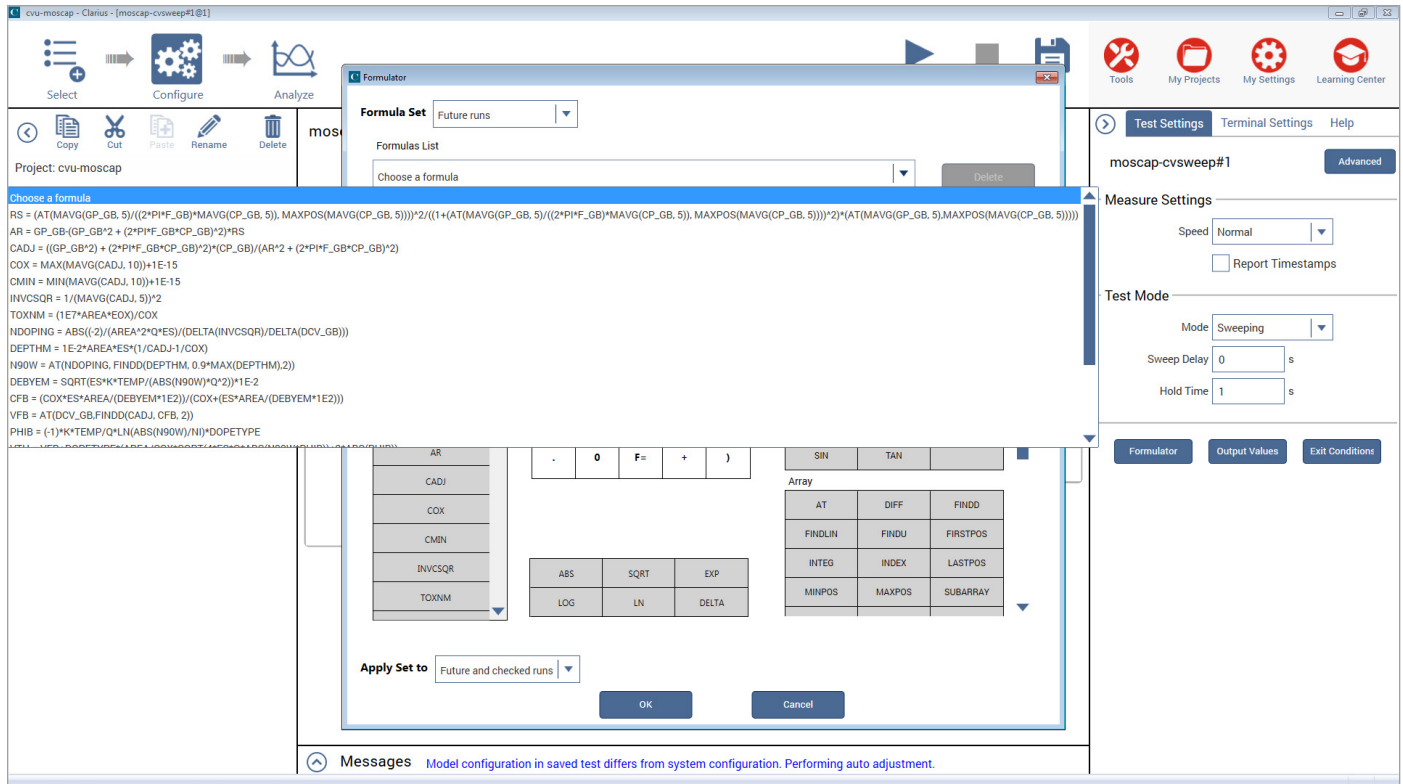 cvu-moscap - Clarius - [moscap-cvsweep#1@1]
Select
Configure
Analyze
Tools
My Projects
My Settings
Learning Center
Copy
Cut
Paste
Rename
Delete
Project: cvu-moscap
mosc
Formulator
Formula Set
Future runs
Formulas List
Choose a formula
Delete
Choose a formula
RS = (AT(MAVG(GP_GB, 5)/((2*PI*F_GB)*MAVG(CP_GB, 5)), MAXPOS(MAVG(CP_GB, 5))))^2/((1+(AT(MAVG(GP_GB, 5)/((2*PI*F_GB)*MAVG(CP_GB, 5)), MAXPOS(MAVG(CP_GB, 5))))^2)*(AT(MAVG(GP_GB, 5),MAXPOS(MAVG(CP_GB, 5)))))
AR = GP_GB-(GP_GB^2 + (2*PI*F_GB*CP_GB)^2)*RS
CADJ = ((GP_GB^2) + (2*PI*F_GB*CP_GB)^2)*(CP_GB)/(AR^2 + (2*PI*F_GB*CP_GB)^2)
COX = MAX(MAVG(CADJ, 10))+1E-15
CMIN = MIN(MAVG(CADJ, 10))+1E-15
INVCSQR = 1/(MAVG(CADJ, 5))^2
TOXNM = (1E7*AREA*EOX)/COX
NDOPING = ABS((-2)/(AREA^2*Q*ES)/(DELTA(INVCSQR)/DELTA(DCV_GB)))
DEPTHM = 1E-2*AREA*ES*(1/CADJ-1/COX)
N90W = AT(NDOPING, FINDD(DEPTHM, 0.9*MAX(DEPTHM),2))
DEBYEM = SQRT(ES*K*TEMP/(ABS(N90W)*Q^2))*1E-2
CFB = (COX*ES*AREA/(DEBYEM*1E2))/(COX+(ES*AREA/(DEBYEM*1E2)))
VFB = AT(DCV_GB,FINDD(CADJ, CFB, 2))
PHIB = (-1)*K*TEMP/Q*LN(ABS(N90W)/NI)*DOPETYPE
AR
CADJ
COX
CMIN
INVCSQR
TOXNM
. 0 F= + )
ABS SQRT EXP
LOG LN DELTA
SIN TAN
Array
AT DIFF FINDD
FINDLIN FINDU FIRSTPOS
INTEG INDEX LASTPOS
MINPOS MAXPOS SUBARRAY
Apply Set to
Future and checked runs
OK
Cancel
Test Settings
Terminal Settings
Help
moscap-cvsweep#1
Advanced
Measure Settings
Speed
Normal
Report Timestamps
Test Mode
Mode
Sweeping
Sweep Delay
0
s
Hold Time
1
s
Formulator
Output Values
Exit Conditions
Messages
Model configuration in saved test differs from system configuration. Performing auto adjustment.